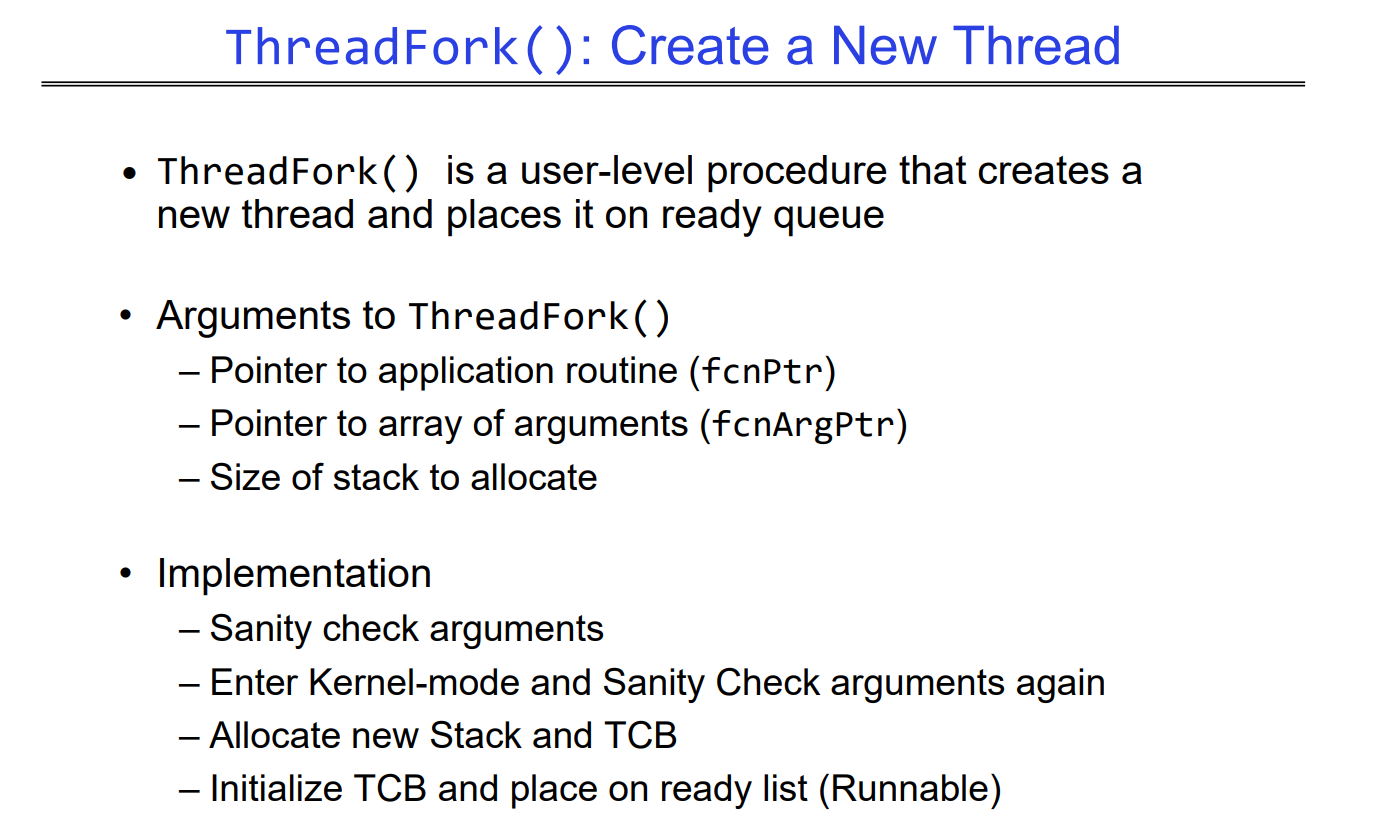 ThreadFork(): Create a New Thread
• ThreadFork() is a user-level procedure that creates a
new thread and places it on ready queue
• Arguments to ThreadFork()
– Pointer to application routine (fcnPtr)
– Pointer to array of arguments (fcnArgPtr)
– Size of stack to allocate
• Implementation
– Sanity check arguments
– Enter Kernel-mode and Sanity Check arguments again
– Allocate new Stack and TCB
– Initialize TCB and place on ready list (Runnable)